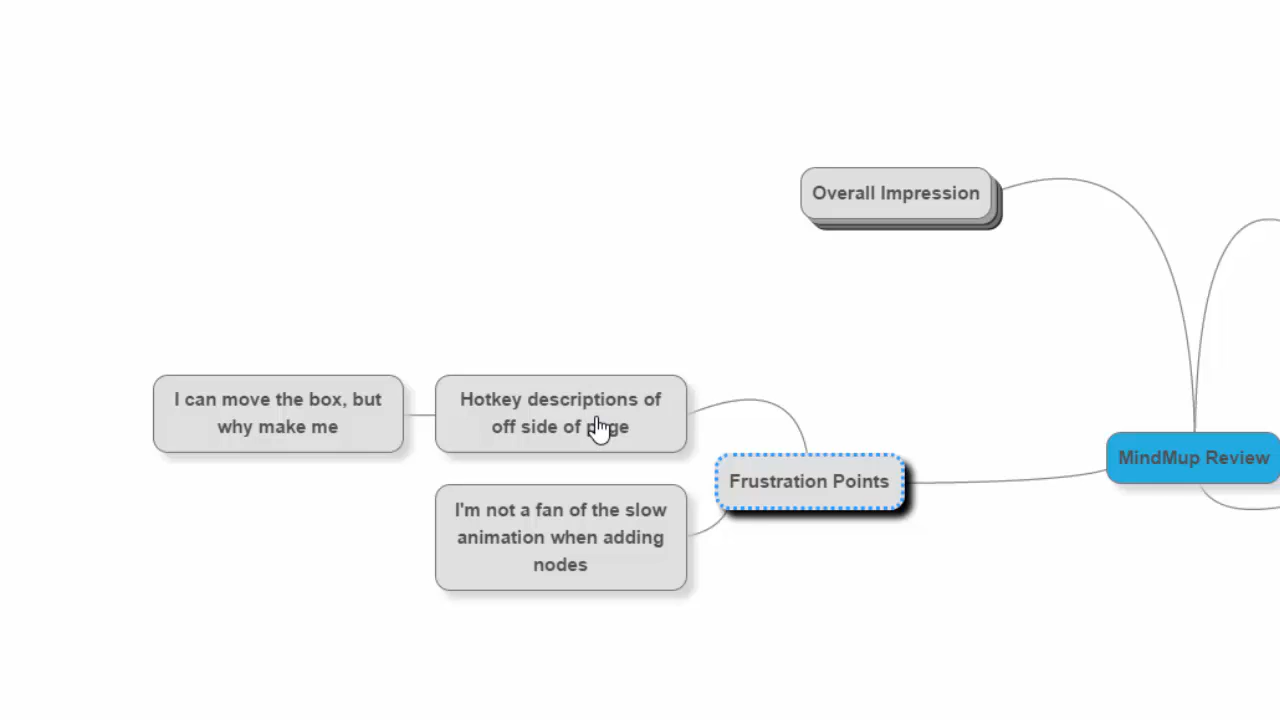 Overall Impression
I can move the box, but
why make me
Hotkey descriptions of
off side of page
Frustration Points
MindMup Review
I'm not a fan of the slow
animation when adding
nodes